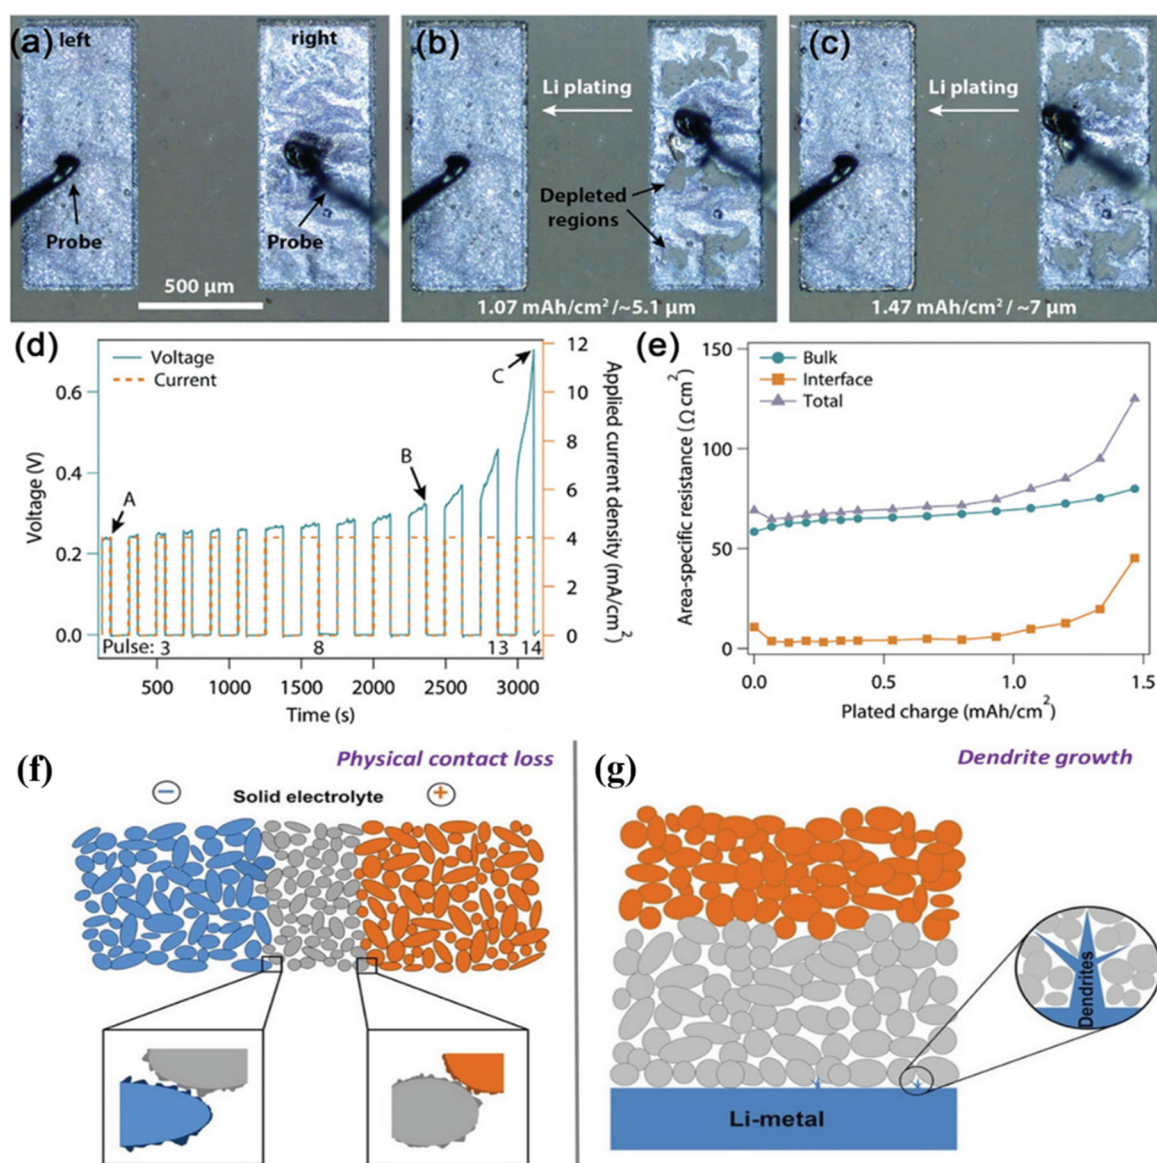 (a)
left
right
Probe
Probe
500 µm
(b)
Li plating
Depleted
regions
1.07 mAh/cm² / ~5.1 µm
(c)
Li plating
1.47 mAh/cm² / ~7 µm
(d)
Voltage
Current
A
B
C
Voltage (V)
0.6
0.4
0.2
0.0
Applied current density (mA/cm²)
12
10
8
6
4
2
0
Pulse: 3
8
13
14
500
1000
1500
2000
2500
3000
Time (s)
(e)
Bulk
Interface
Total
Area-specific resistance (Ω cm²)
150
100
50
0
0.0
0.5
1.0
1.5
Plated charge (mAh/cm²)
(f)
Physical contact loss
−
Solid electrolyte
+
(g)
Dendrite growth
Dendrites
Li-metal